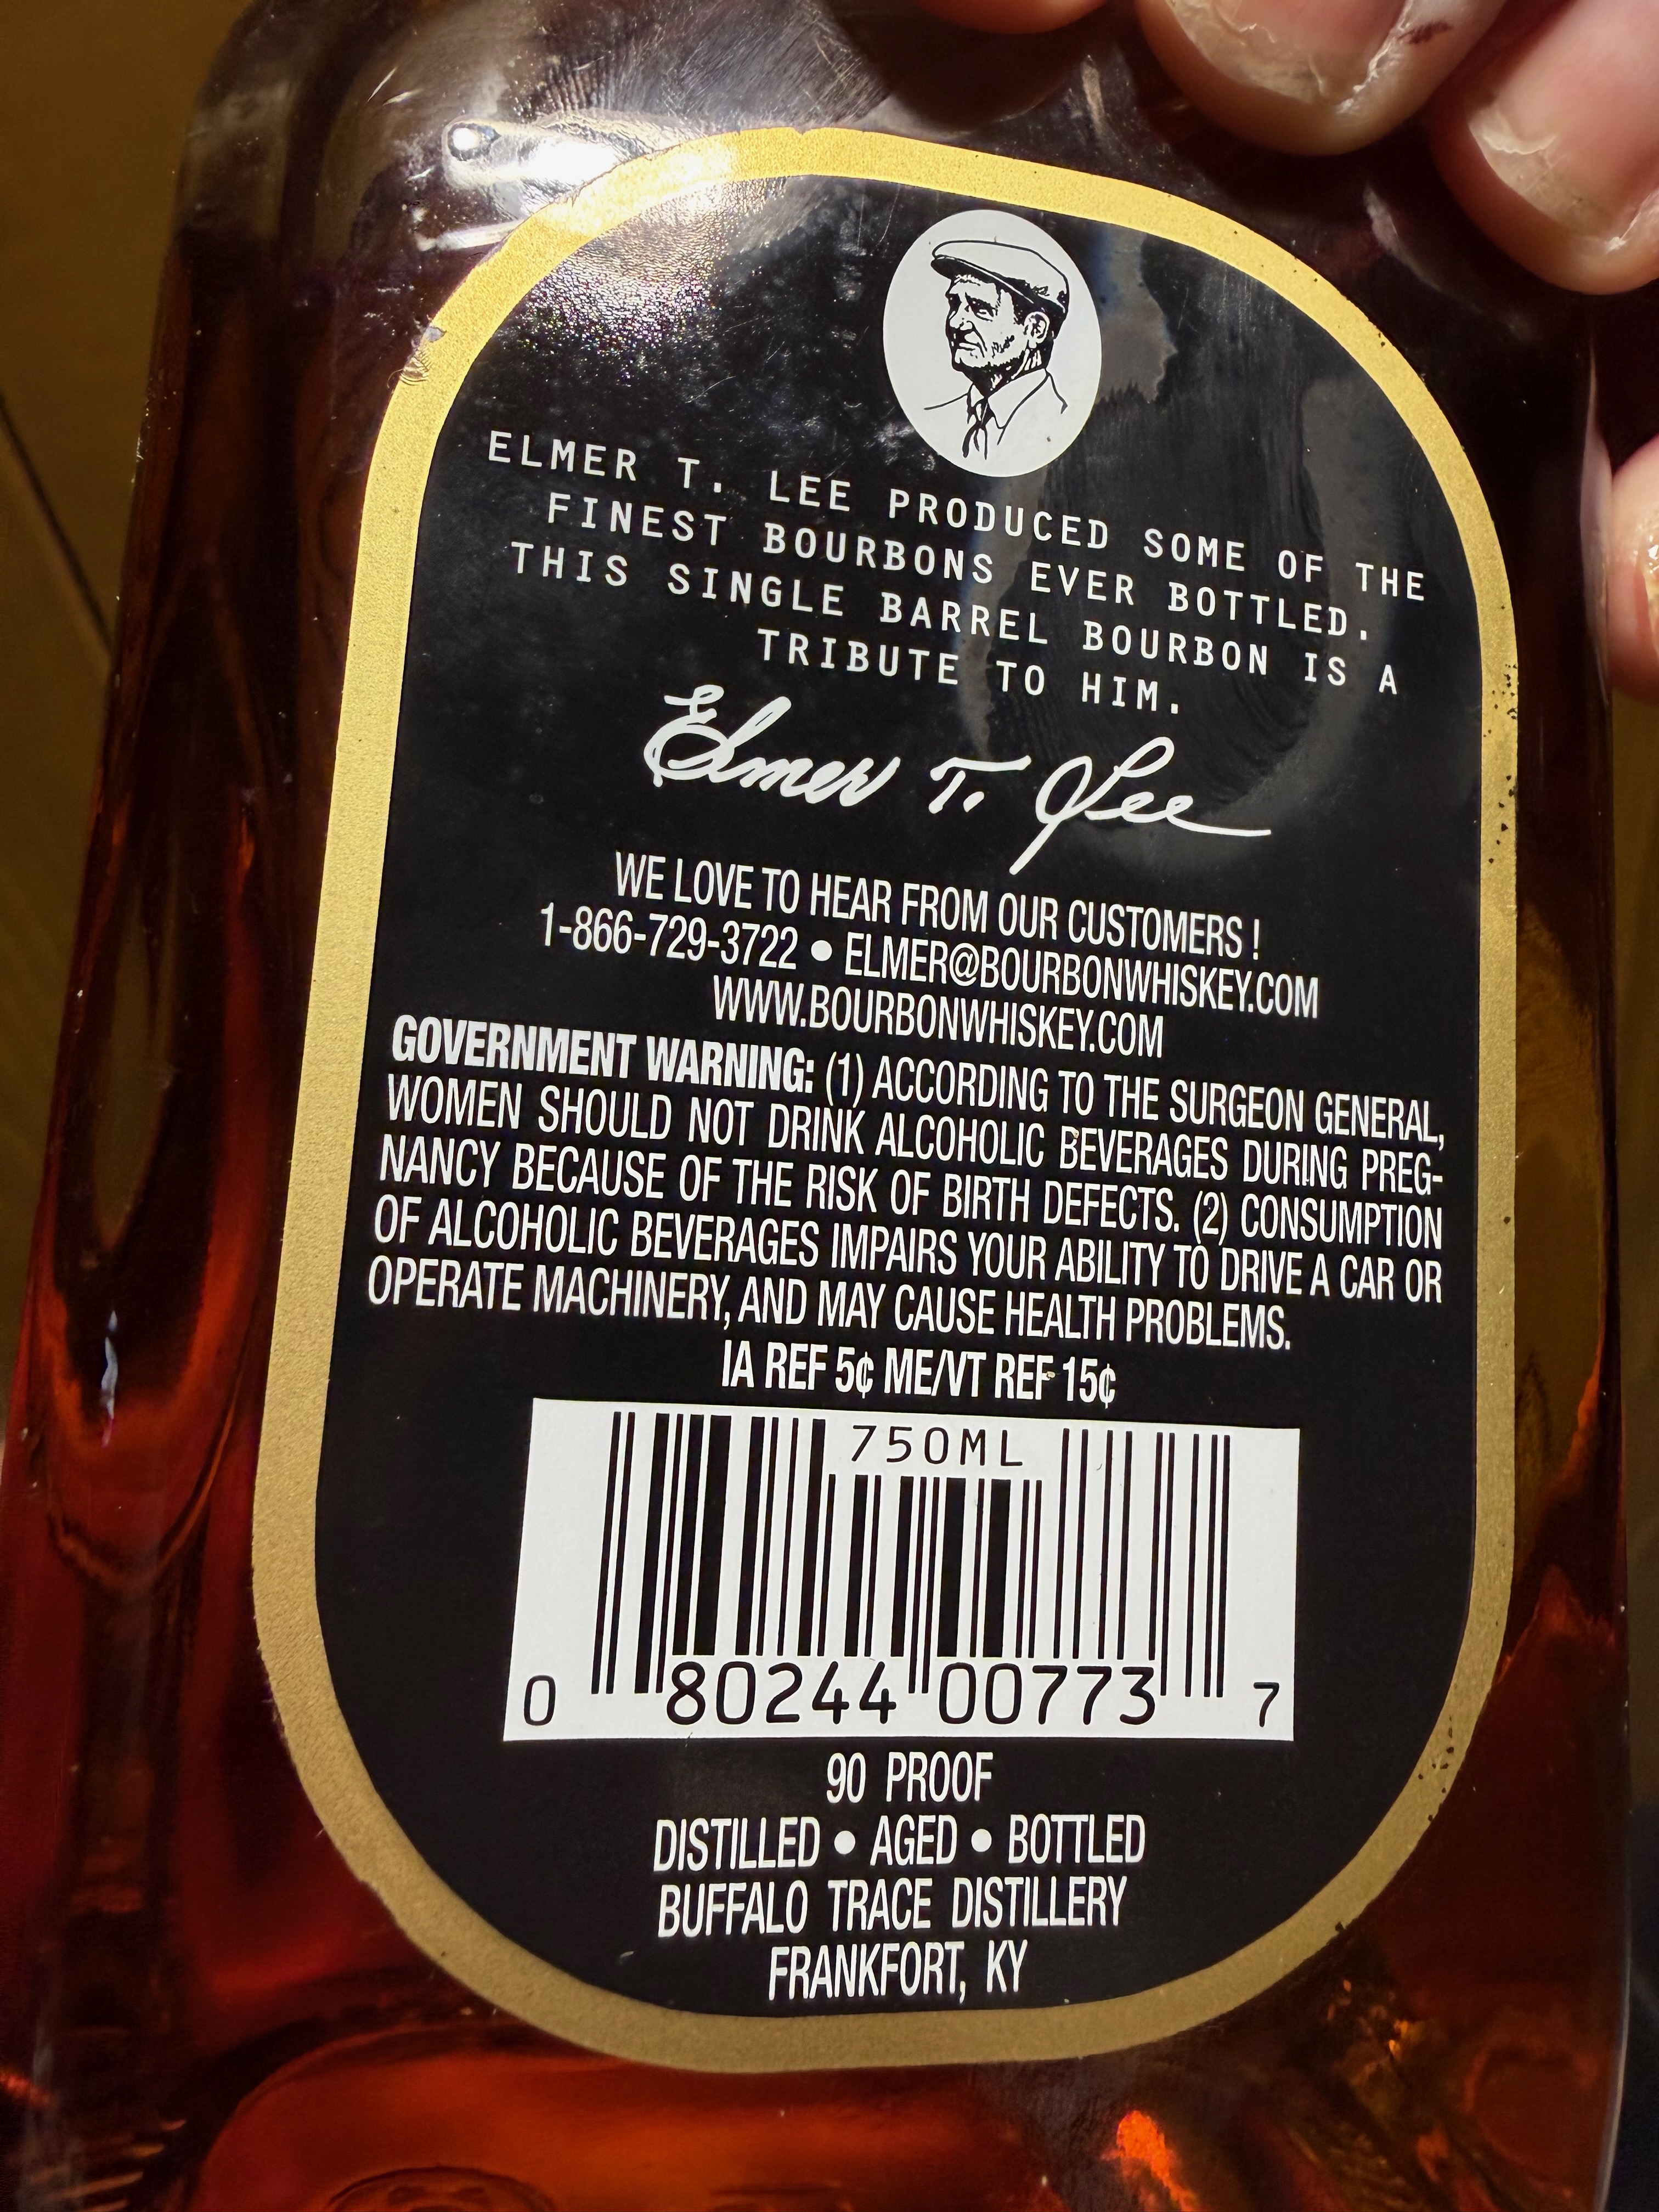 ELMER T. LEE PRODUCED SOME OF THE
FINEST BOURBONS EVER BOTTLED.
THIS SINGLE BARREL BOURBON IS A
TRIBUTE TO HIM.
Elmer T. Lee
WE LOVE TO HEAR FROM OUR CUSTOMERS !
1-866-729-3722 • ELMER@BOURBONWHISKEY.COM
WWW.BOURBONWHISKEY.COM
GOVERNMENT WARNING: (1) ACCORDING TO THE SURGEON GENERAL,
WOMEN SHOULD NOT DRINK ALCOHOLIC BEVERAGES DURING PREG-
NANCY BECAUSE OF THE RISK OF BIRTH DEFECTS. (2) CONSUMPTION
OF ALCOHOLIC BEVERAGES IMPAIRS YOUR ABILITY TO DRIVE A CAR OR
OPERATE MACHINERY, AND MAY CAUSE HEALTH PROBLEMS.
IA REF 5¢ ME/VT REF 15¢
750ML
0 80244 00773 7
90 PROOF
DISTILLED • AGED • BOTTLED
BUFFALO TRACE DISTILLERY
FRANKFORT, KY